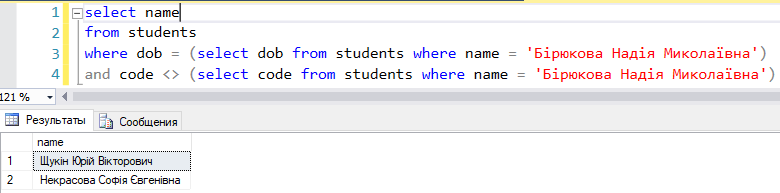 1 select name
2 from students
3 where dob = (select dob from students where name = 'Бірюкова Надія Миколаївна')
4 and code <> (select code from students where name = 'Бірюкова Надія Миколаївна')
121 %
Результаты Сообщения
name
1 Щукін Юрій Вікторович
2 Некрасова Софія Євгенівна